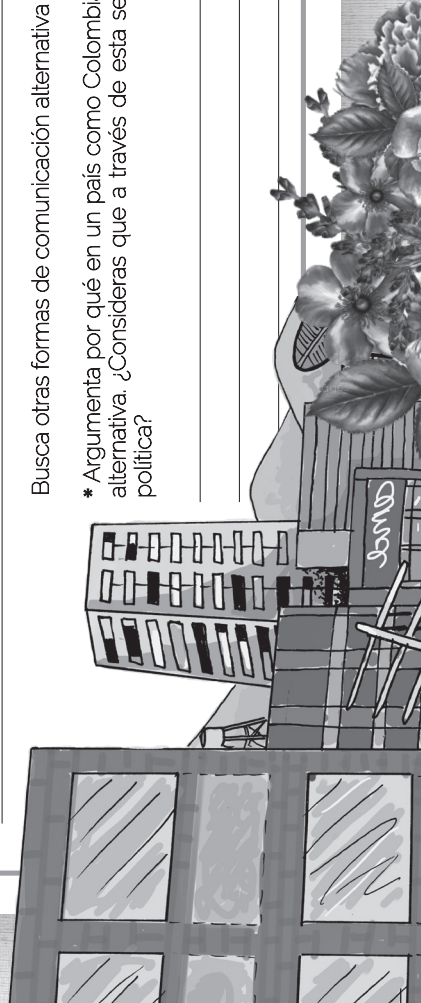 Busca otras formas de comunicación alternativa
* Argumenta por qué en un país como Colombi
alternativa. ¿Consideras que a través de esta se
política?